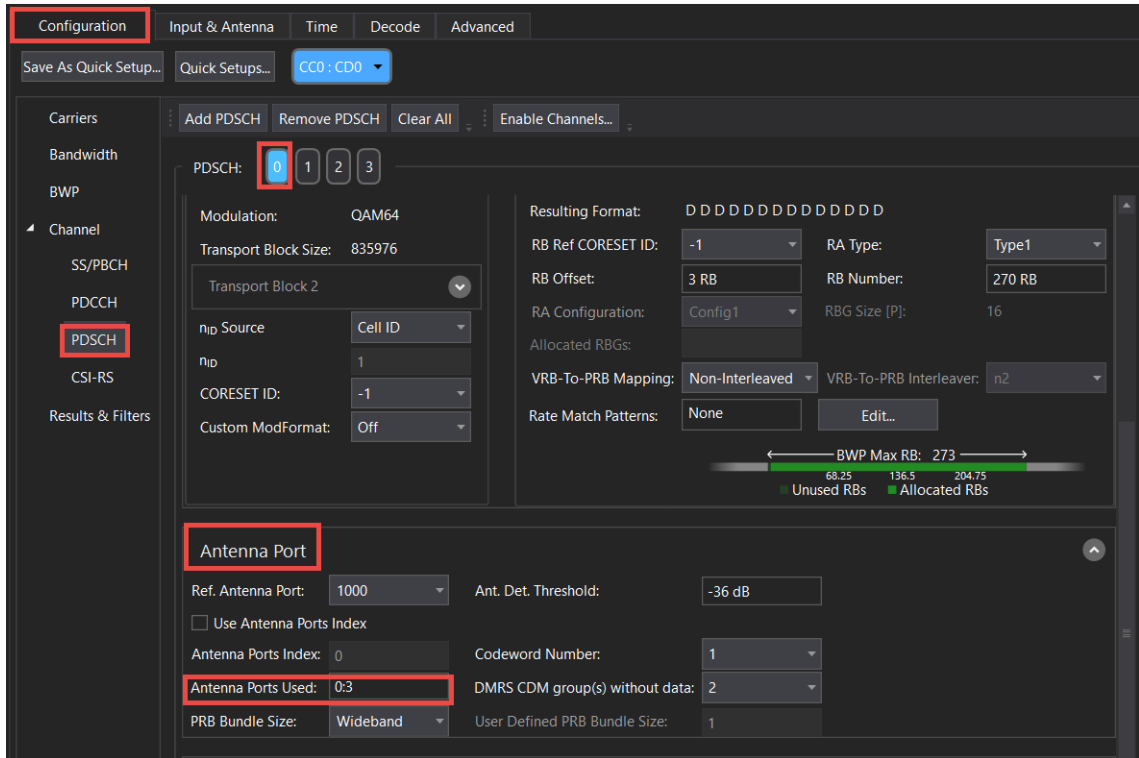 Configuration Input & Antenna Time Decode Advanced
Save As Quick Setup... Quick Setups... CC0 : CD0
Carriers
Bandwidth
BWP
Channel
SS/PBCH
PDCCH
PDSCH
CSI-RS
Results & Filters
Add PDSCH Remove PDSCH Clear All Enable Channels...
PDSCH: 0 1 2 3
Modulation: QAM64
Transport Block Size: 835976
Transport Block 2
nID Source Cell ID
nID 1
CORESET ID: -1
Custom ModFormat: Off
Resulting Format: D D D D D D D D D D D D D D
RB Ref CORESET ID: -1 RA Type: Type1
RB Offset: 3 RB RB Number: 270 RB
RA Configuration: Config1 RBG Size [P]: 16
Allocated RBGs:
VRB-To-PRB Mapping: Non-Interleaved VRB-To-PRB Interleaver: n2
Rate Match Patterns: None Edit...
BWP Max RB: 273
68.25 136.5 204.75
Unused RBs Allocated RBs
Antenna Port
Ref. Antenna Port: 1000 Ant. Det. Threshold: -36 dB
Use Antenna Ports Index
Antenna Ports Index: 0 Codeword Number: 1
Antenna Ports Used: 0:3 DMRS CDM group(s) without data: 2
PRB Bundle Size: Wideband User Defined PRB Bundle Size: 1